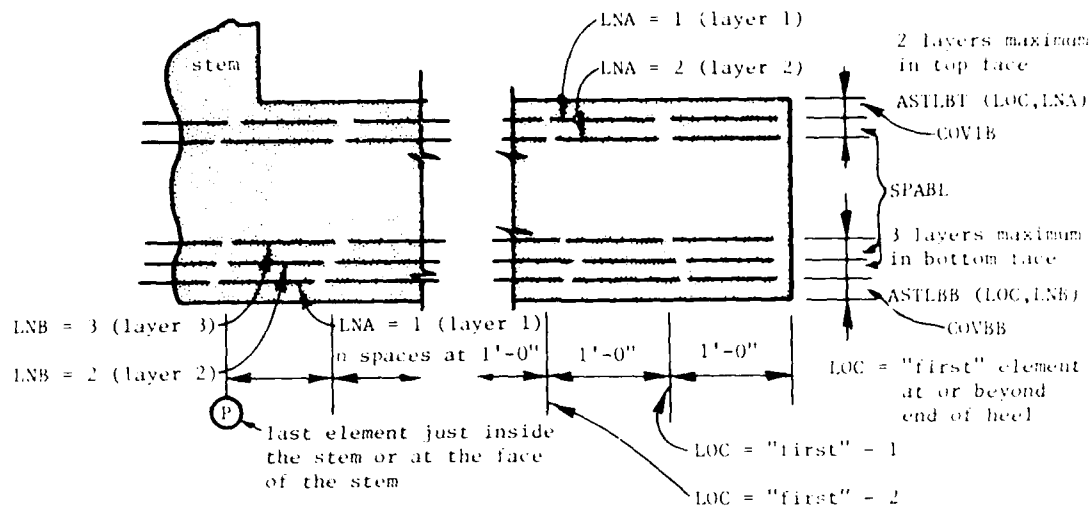 LNA = 1 (layer 1)
LNA = 2 (layer 2)
stem
2 layers maximum
in top face
ASTLBT (LOC,LNA)
COVTB
SPABL
3 layers maximum
in bottom face
ASTLBB (LOC,LNB)
COVBB
LNB = 3 (layer 3)
LNA = 1 (layer 1)
n spaces at 1'-0"
1'-0"
1'-0"
LNB = 2 (layer 2)
LOC = "first" element
at or beyond
end of heel
P
last element just inside
the stem or at the face
of the stem
LOC = "first" - 1
LOC = "first" - 2